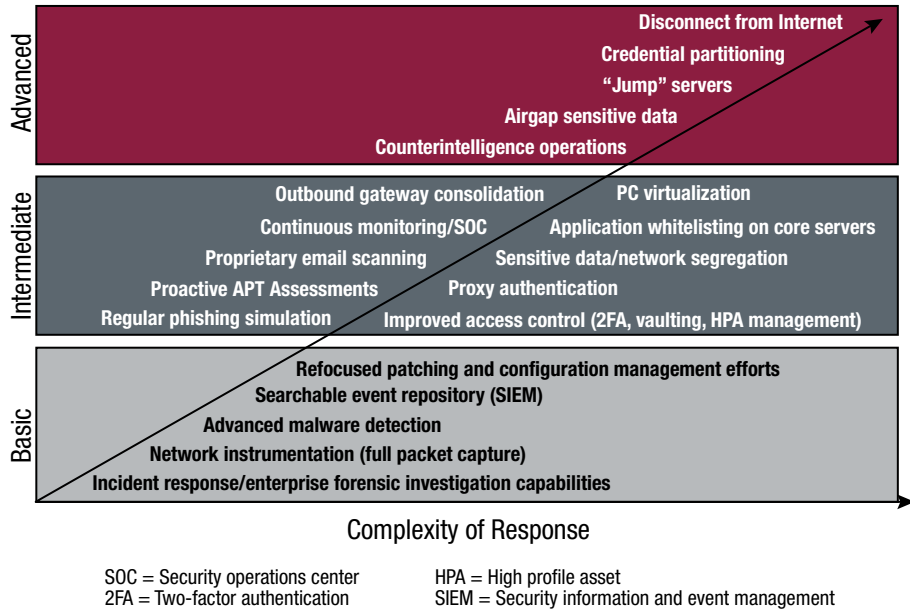 Advanced
Disconnect from Internet
Credential partitioning
“Jump” servers
Airgap sensitive data
Counterintelligence operations
Intermediate
Outbound gateway consolidation
PC virtualization
Continuous monitoring/SOC
Application whitelisting on core servers
Proprietary email scanning
Sensitive data/network segregation
Proactive APT Assessments
Proxy authentication
Regular phishing simulation
Improved access control (2FA, vaulting, HPA management)
Basic
Refocused patching and configuration management efforts
Searchable event repository (SIEM)
Advanced malware detection
Network instrumentation (full packet capture)
Incident response/enterprise forensic investigation capabilities
Complexity of Response
SOC = Security operations center
HPA = High profile asset
2FA = Two-factor authentication
SIEM = Security information and event management